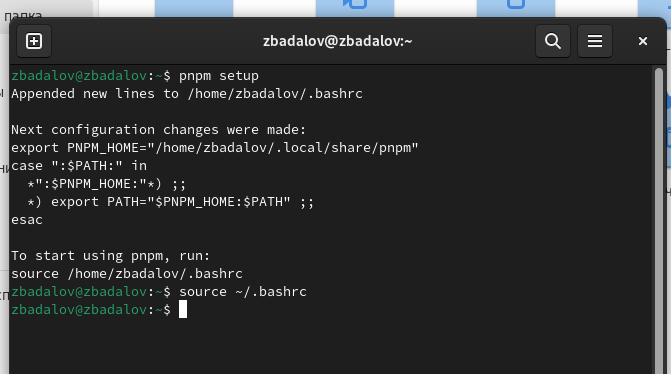 папка
zbadalov@zbadalov:~
zbadalov@zbadalov:~$ pnpm setup
Appended new lines to /home/zbadalov/.bashrc
Next configuration changes were made:
export PNPM_HOME="/home/zbadalov/.local/share/pnpm"
case ":$PATH:" in
  *":$PNPM_HOME:"*) ;;
  *) export PATH="$PNPM_HOME:$PATH" ;;
esac
To start using pnpm, run:
source /home/zbadalov/.bashrc
zbadalov@zbadalov:~$ source ~/.bashrc
zbadalov@zbadalov:~$